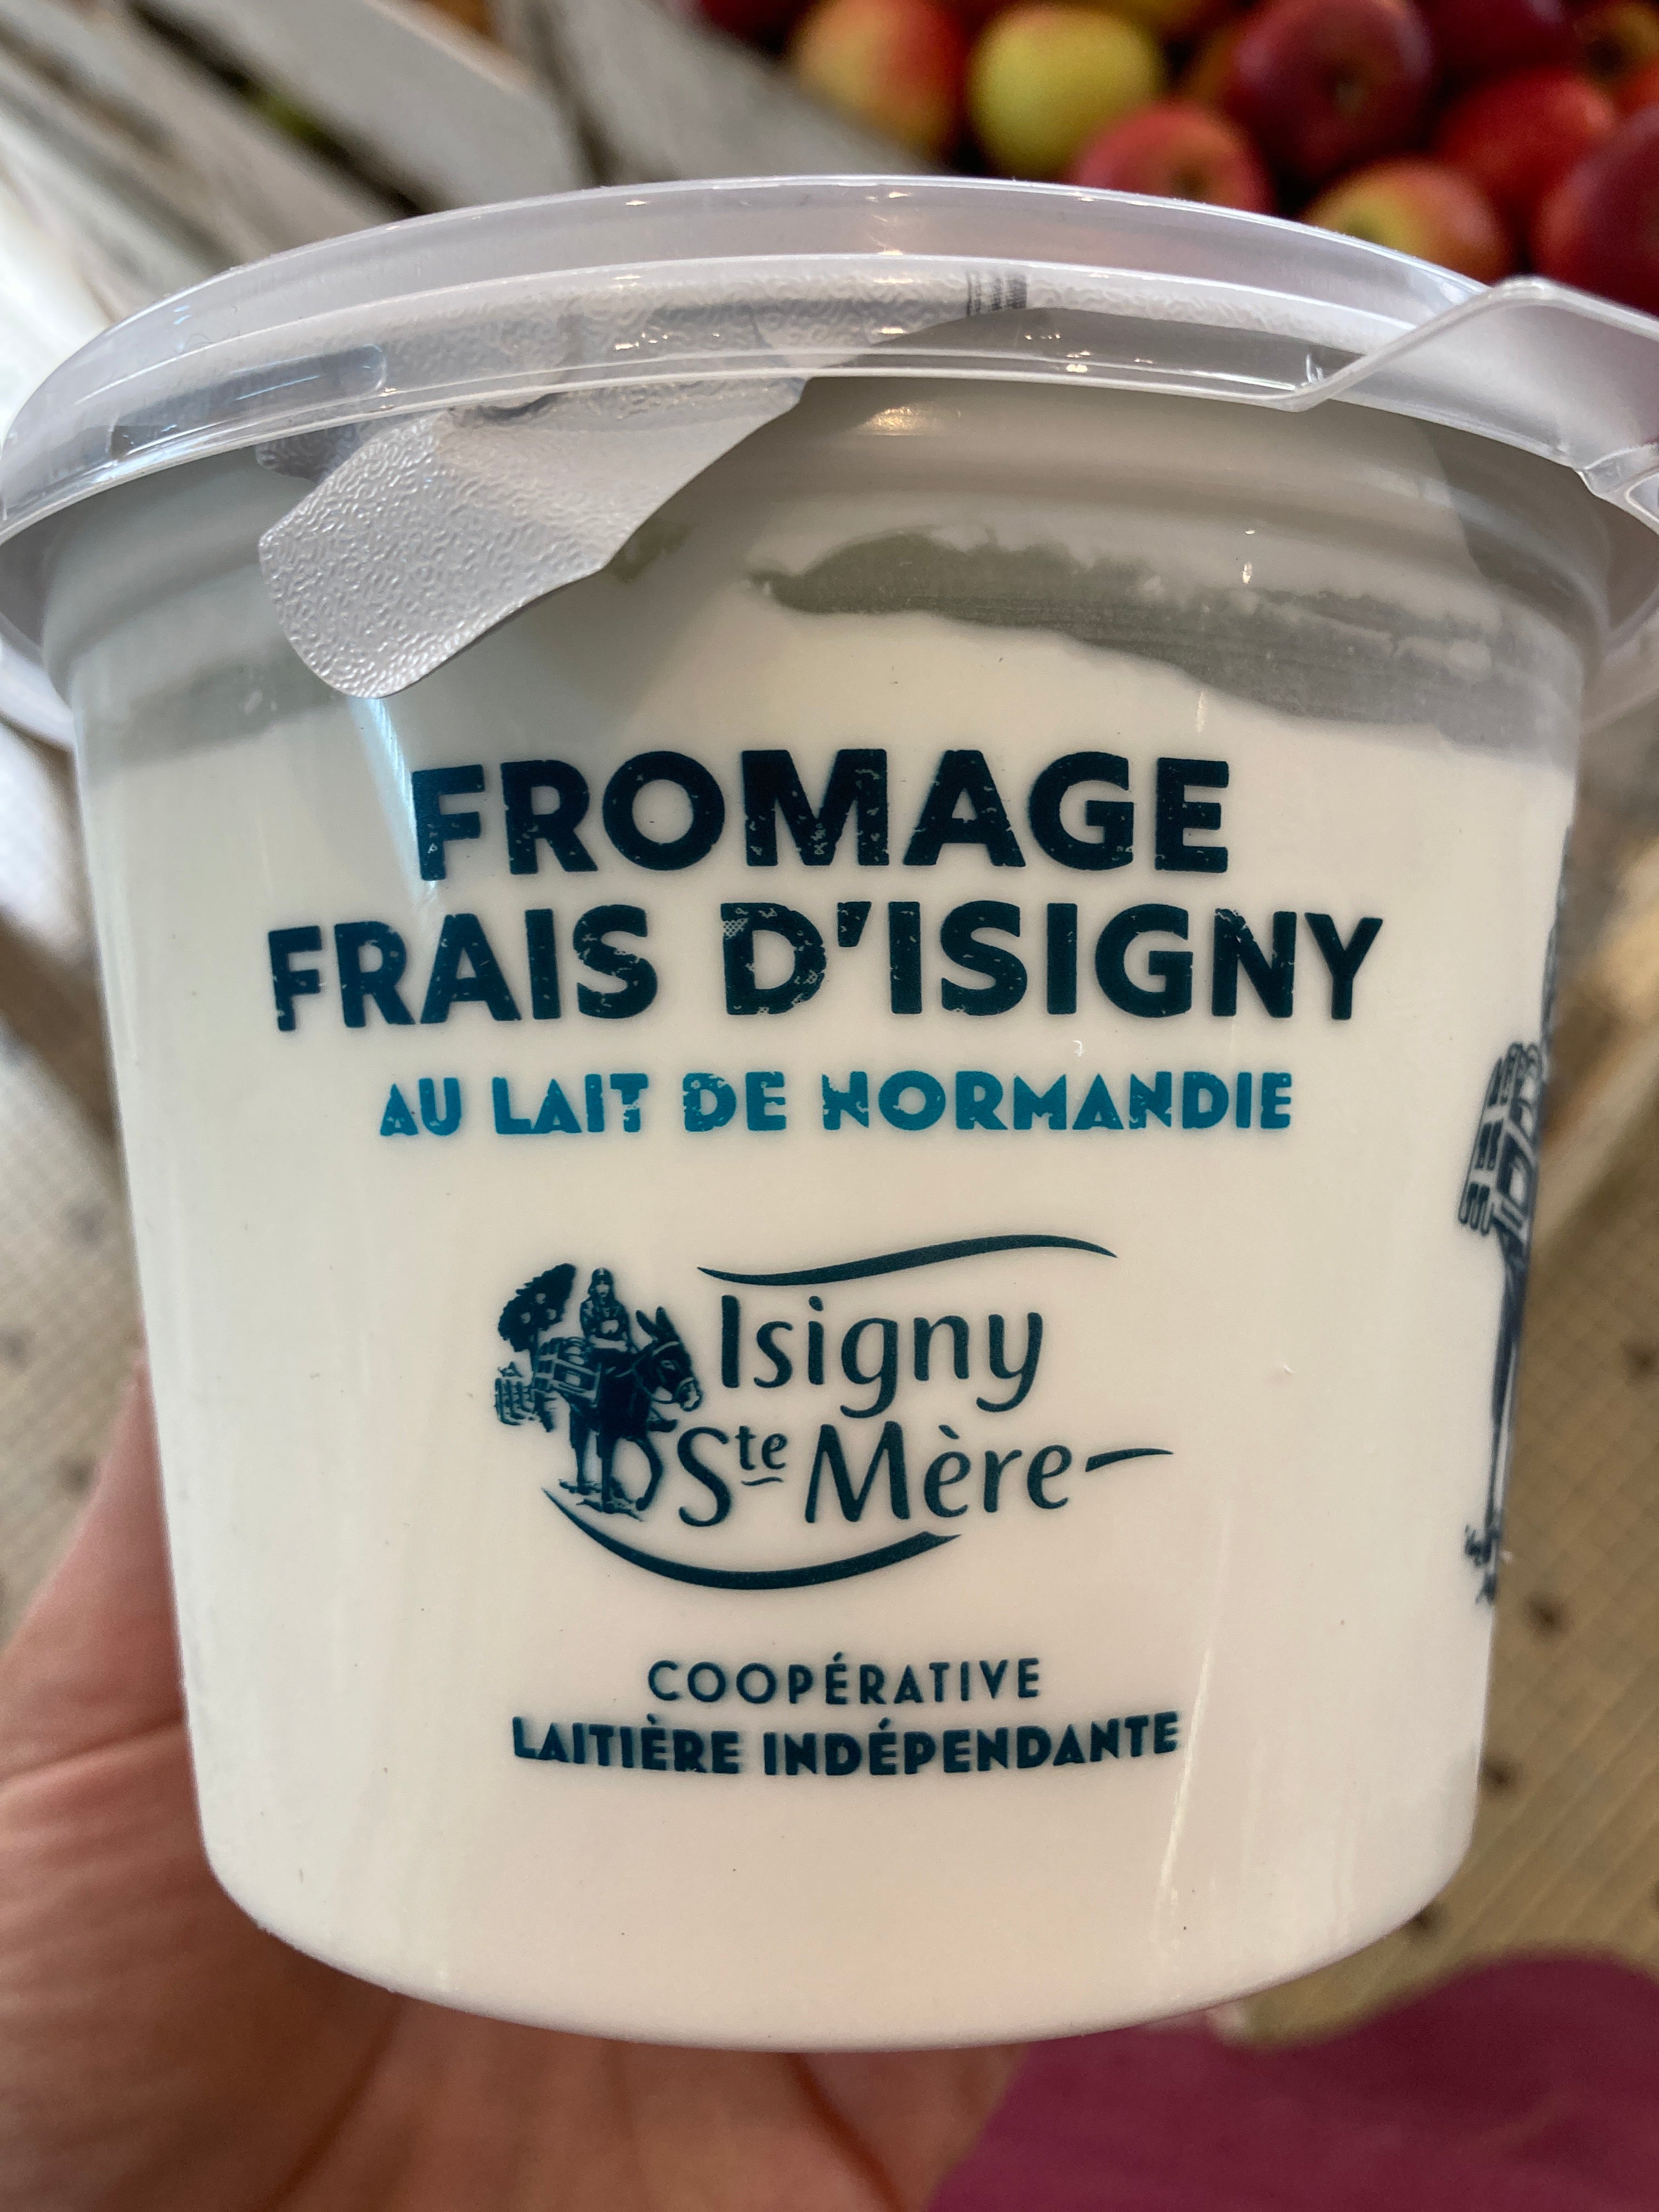 FROMAGE
FRAIS D'ISIGNY
AU LAIT DE NORMANDIE
Isigny
Ste Mère
COOPÉRATIVE
LAITIÈRE INDÉPENDANTE